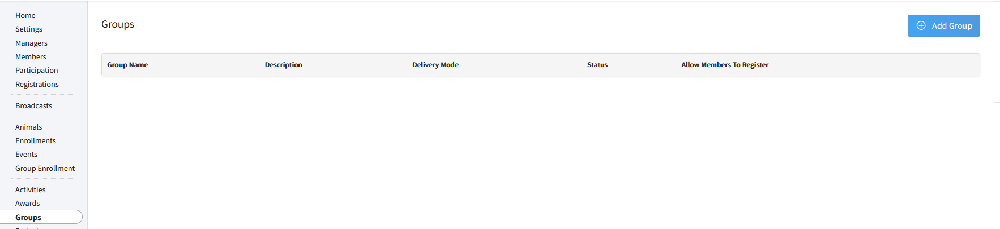 Home
Settings
Managers
Members
Participation
Registrations
Broadcasts
Animals
Enrollments
Events
Group Enrollment
Activities
Awards
Groups
Groups
Add Group
Group Name Description Delivery Mode Status Allow Members To Register